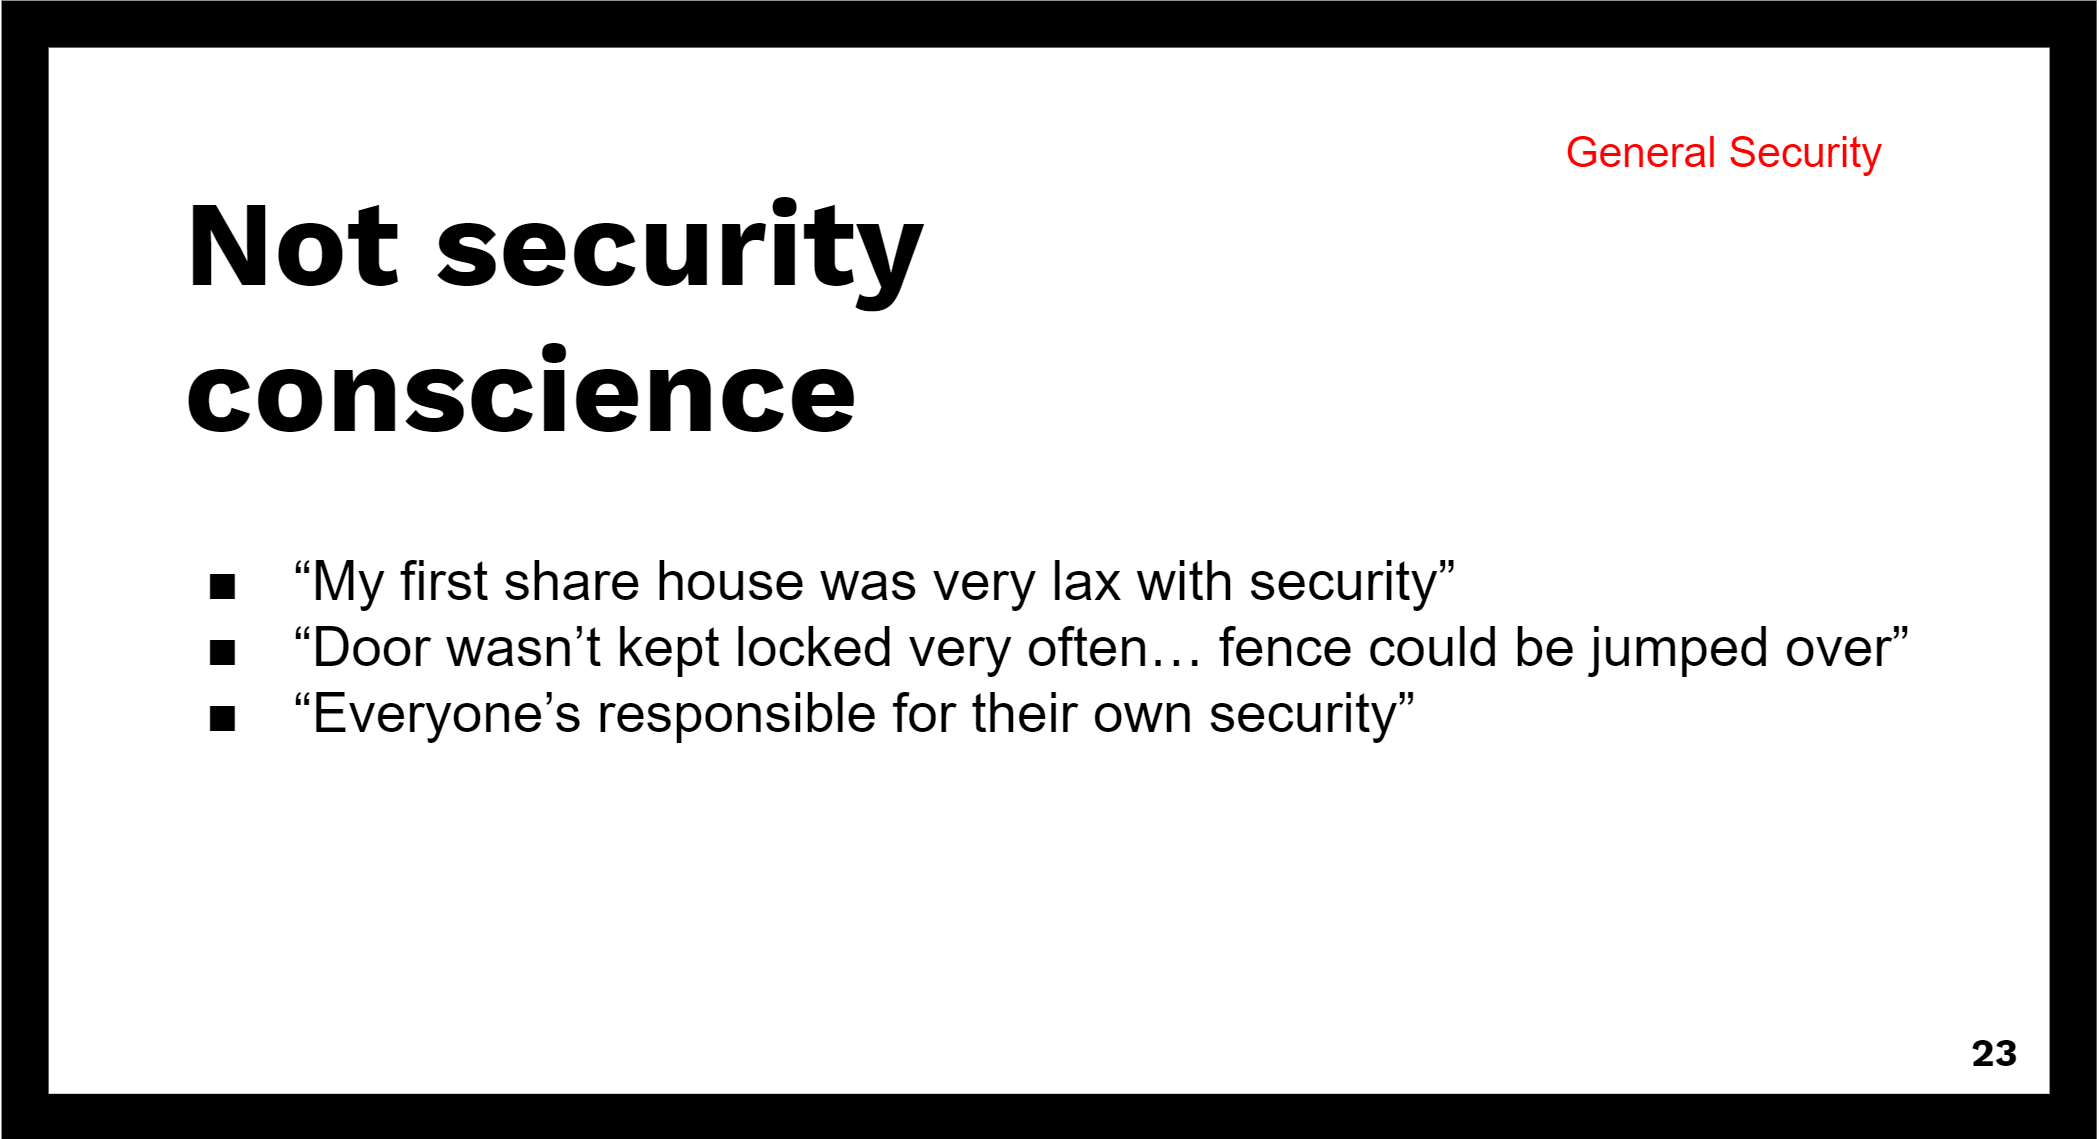 General Security
Not security
conscience
■ “My first share house was very lax with security”
■ “Door wasn’t kept locked very often… fence could be jumped over”
■ “Everyone’s responsible for their own security”
23